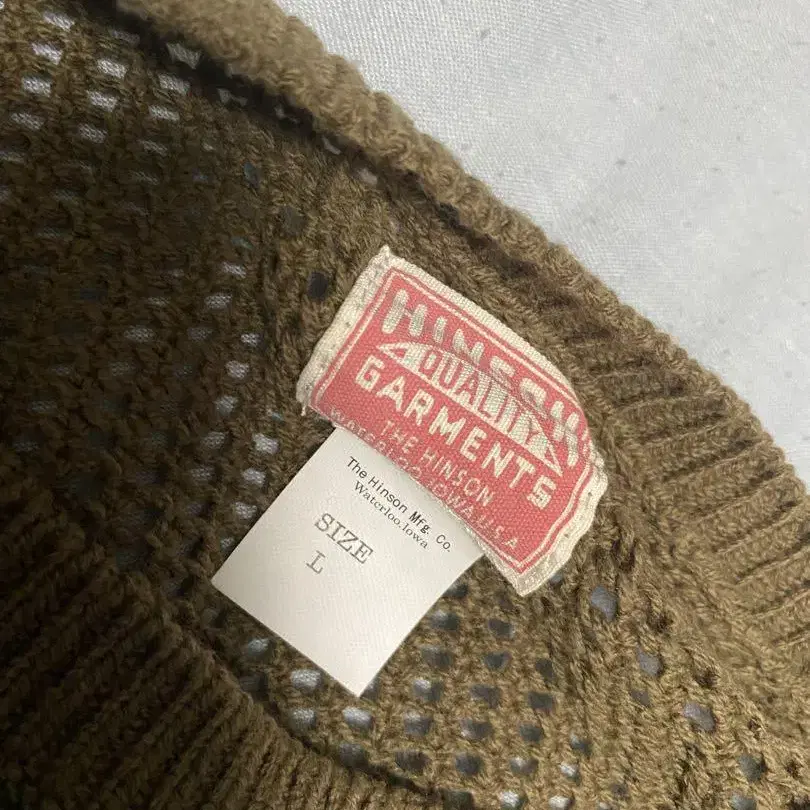 HINSON
QUALITY
GARMENTS
THE HINSON
WATERLOO.IOWA.U.S.A
The Hinson Mfg. Co.
Waterloo.Iowa
SIZE
L